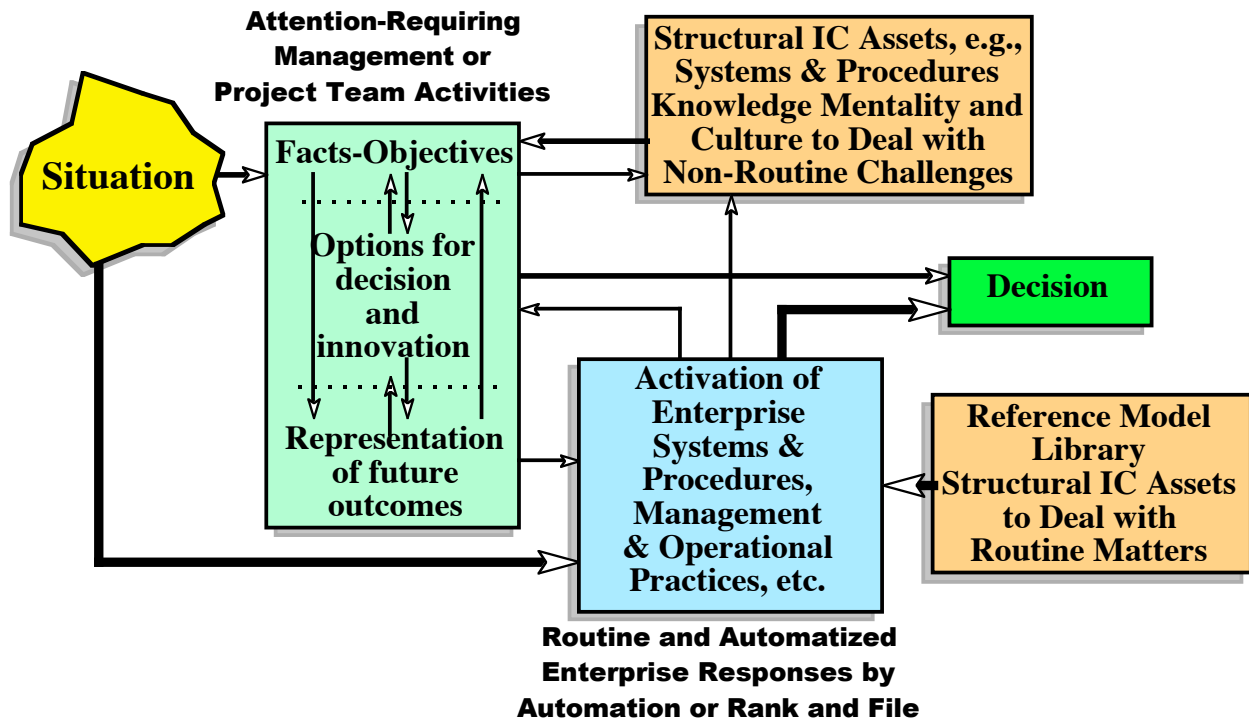 Attention-Requiring
Management or
Project Team Activities
Structural IC Assets, e.g.,
Systems & Procedures
Knowledge Mentality and
Culture to Deal with
Non-Routine Challenges
Situation
Facts-Objectives
Options for
decision
and
innovation
Representation
of future
outcomes
Decision
Activation of
Enterprise
Systems &
Procedures,
Management
& Operational
Practices, etc.
Reference Model
Library
Structural IC Assets
to Deal with
Routine Matters
Routine and Automatized
Enterprise Responses by
Automation or Rank and File